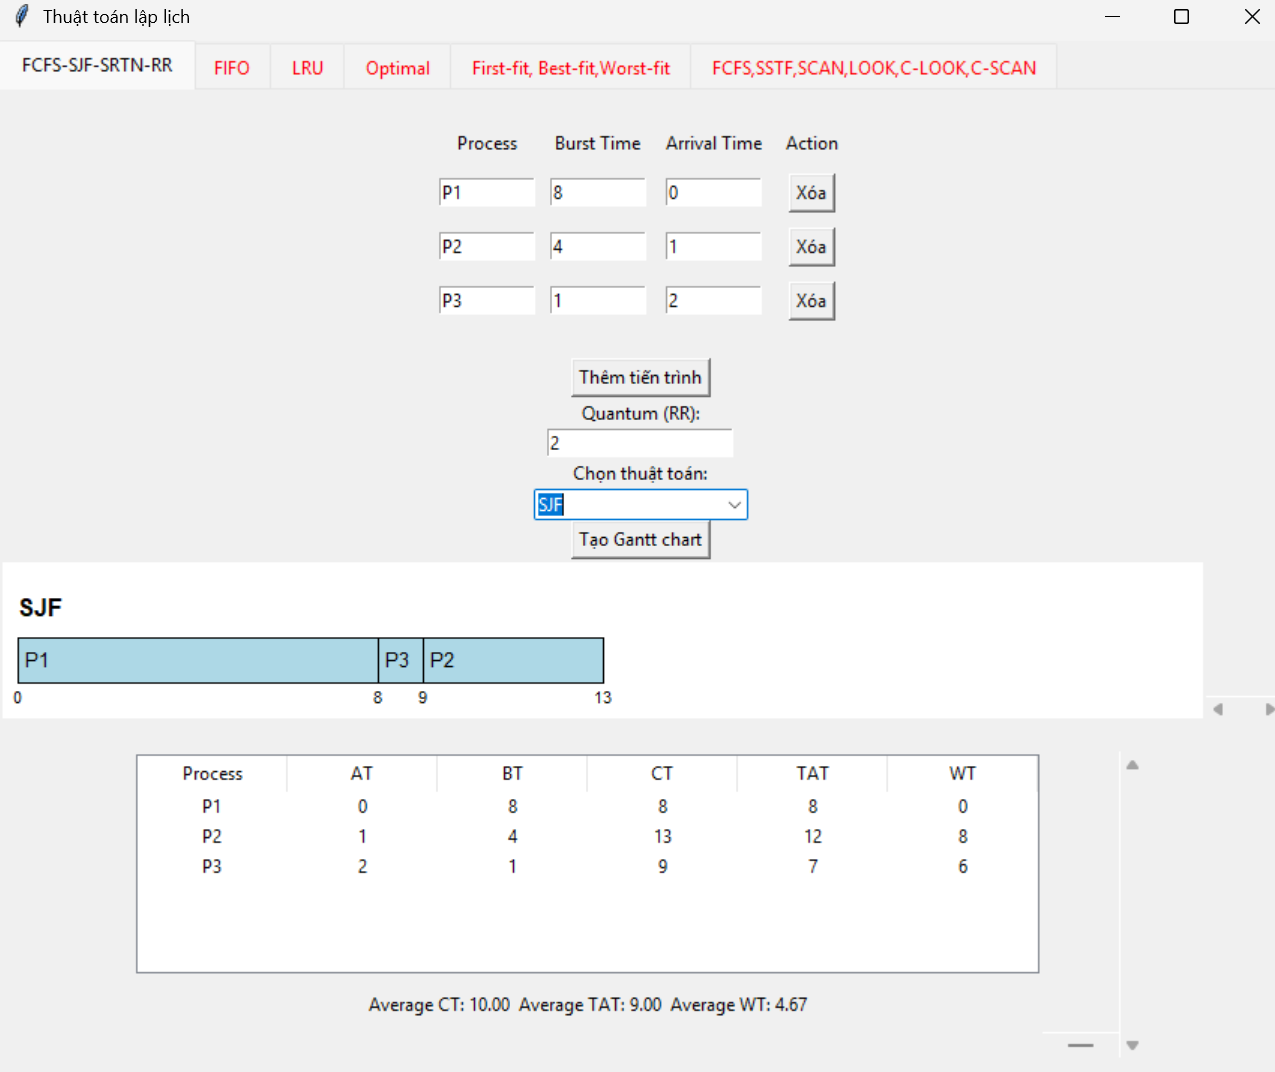 Thuật toán lập lịch
FCFS-SJF-SRTN-RR FIFO LRU Optimal First-fit, Best-fit,Worst-fit FCFS,SSTF,SCAN,LOOK,C-LOOK,C-SCAN
Process Burst Time Arrival Time Action
P1 8 0 Xóa
P2 4 1 Xóa
P3 1 2 Xóa
Thêm tiến trình
Quantum (RR):
2
Chọn thuật toán:
SJF
Tạo Gantt chart
SJF
P1 P3 P2
0 8 9 13
Process AT BT CT TAT WT
P1 0 8 8 8 0
P2 1 4 13 12 8
P3 2 1 9 7 6
Average CT: 10.00 Average TAT: 9.00 Average WT: 4.67